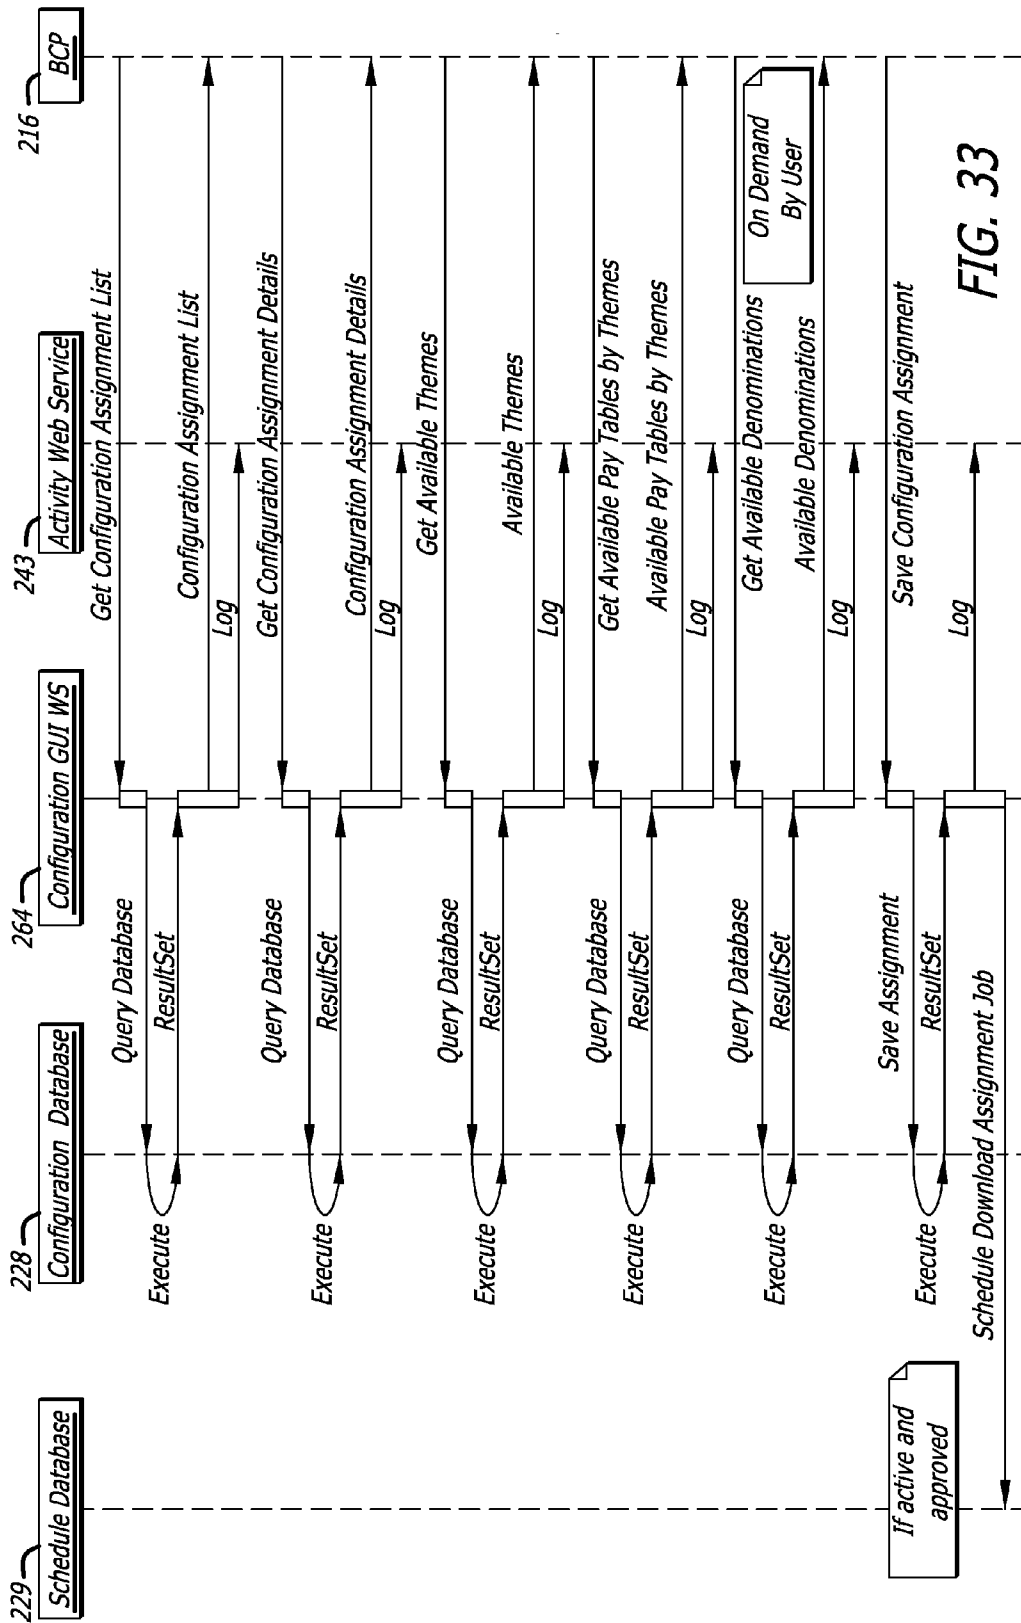 229
Schedule Database
228
Configuration Database
264
Configuration GUI WS
243
Activity Web Service
216
BCP
Get Configuration Assignment List
Query Database
Execute
ResultSet
Configuration Assignment List
Log
Get Configuration Assignment Details
Query Database
Execute
ResultSet
Configuration Assignment Details
Log
Get Available Themes
Query Database
Execute
ResultSet
Available Themes
Log
Get Available Pay Tables by Themes
Query Database
Execute
ResultSet
Available Pay Tables by Themes
Log
Get Available Denominations
On Demand
By User
Query Database
Execute
ResultSet
Available Denominations
Log
Save Configuration Assignment
Save Assignment
Execute
ResultSet
Log
If active and
approved
Schedule Download Assignment Job
FIG. 33